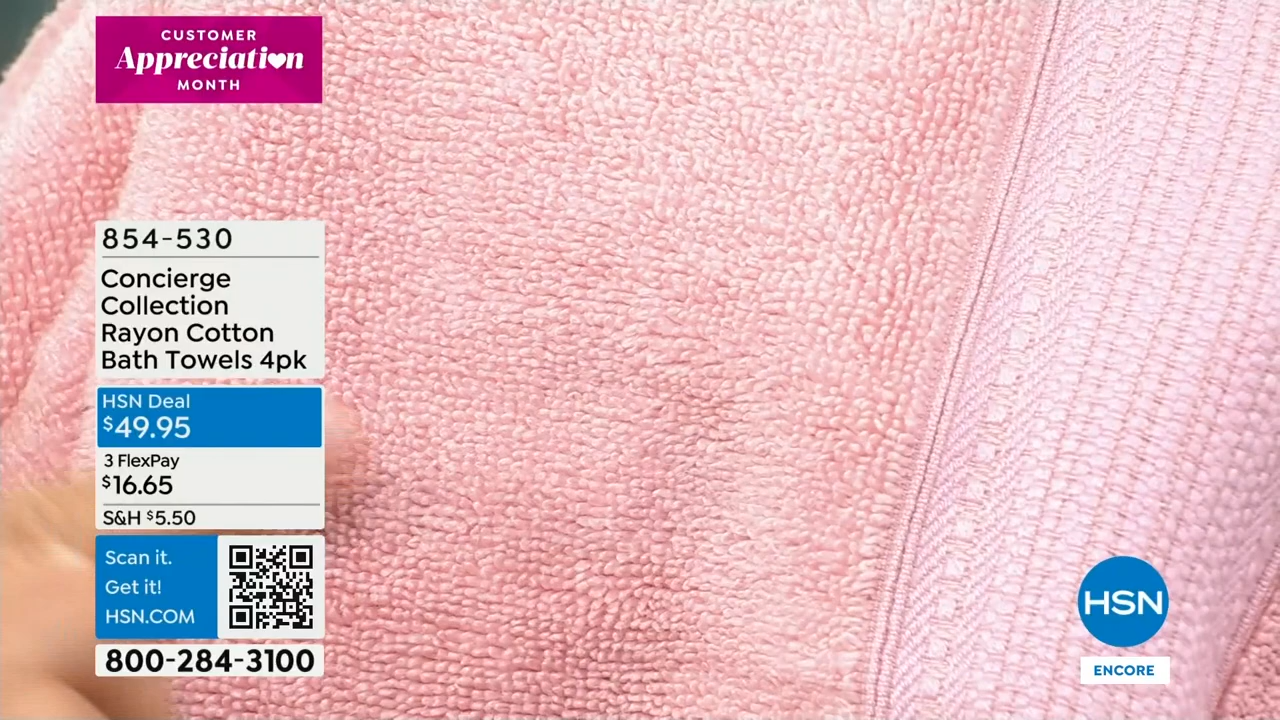 CUSTOMER
Appreciation
MONTH
854-530
Concierge
Collection
Rayon Cotton
Bath Towels 4pk
HSN Deal
$49.95
3 FlexPay
$16.65
S&H $5.50
Scan it.
Get it!
HSN.COM
800-284-3100
HSN
ENCORE